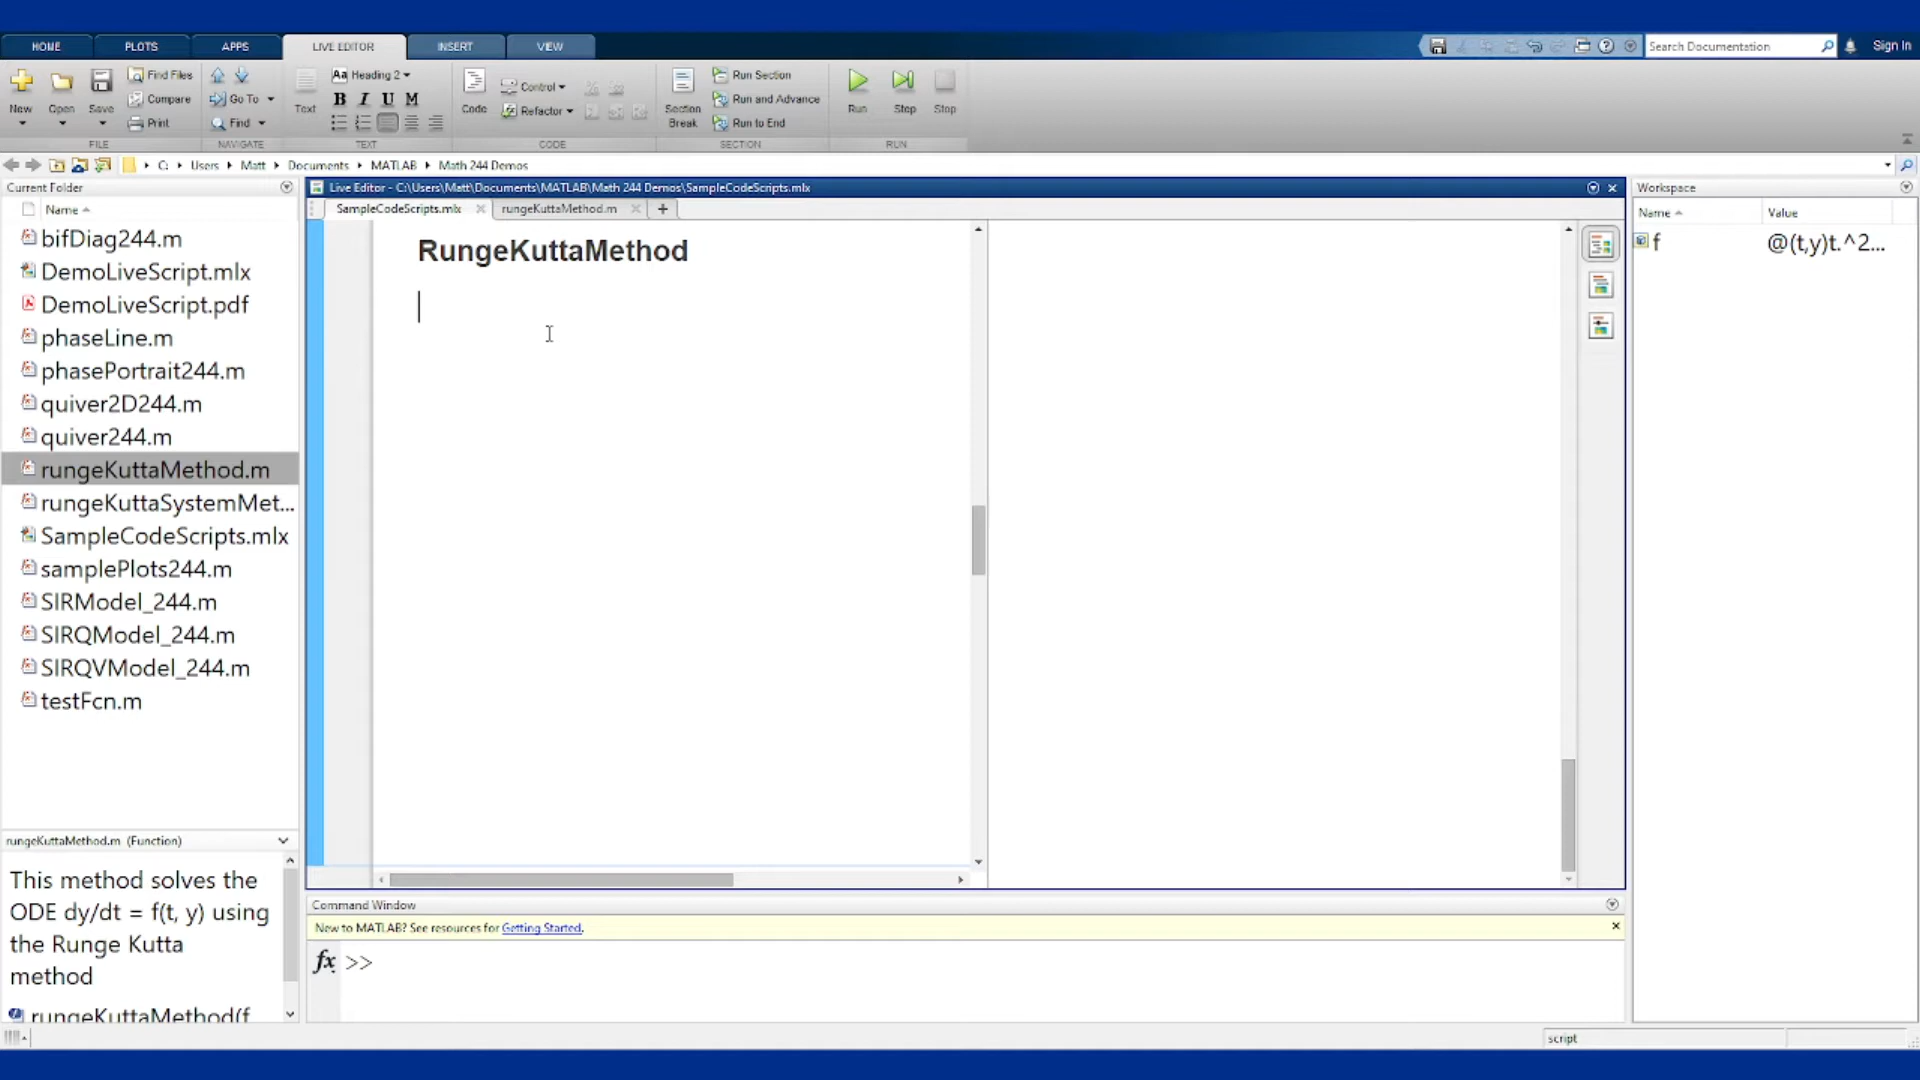 HOME PLOTS APPS LIVE EDITOR INSERT VIEW Search Documentation Sign In
New Open Save Find Files Compare Print Go To Find Text Aa Heading 2 B I U M Code Control Refactor Section Break Run Section Run and Advance Run to End Run Step Stop
FILE NAVIGATE TEXT CODE SECTION RUN
C: Users Matt Documents MATLAB Math 244 Demos
Current Folder
Name
bifDiag244.m
DemoLiveScript.mlx
DemoLiveScript.pdf
phaseLine.m
phasePortrait244.m
quiver2D244.m
quiver244.m
rungeKuttaMethod.m
rungeKuttaSystemMet...
SampleCodeScripts.mlx
samplePlots244.m
SIRModel_244.m
SIRQModel_244.m
SIRQVModel_244.m
testFcn.m
rungeKuttaMethod.m (Function)
This method solves the
ODE dy/dt = f(t, y) using
the Runge Kutta
method
rungeKuttaMethod(f
Live Editor - C:\Users\Matt\Documents\MATLAB\Math 244 Demos\SampleCodeScripts.mlx
SampleCodeScripts.mlx rungeKuttaMethod.m
RungeKuttaMethod
Command Window
New to MATLAB? See resources for Getting Started.
fx >>
Workspace
Name Value
f @(t,y)t.^2...
script